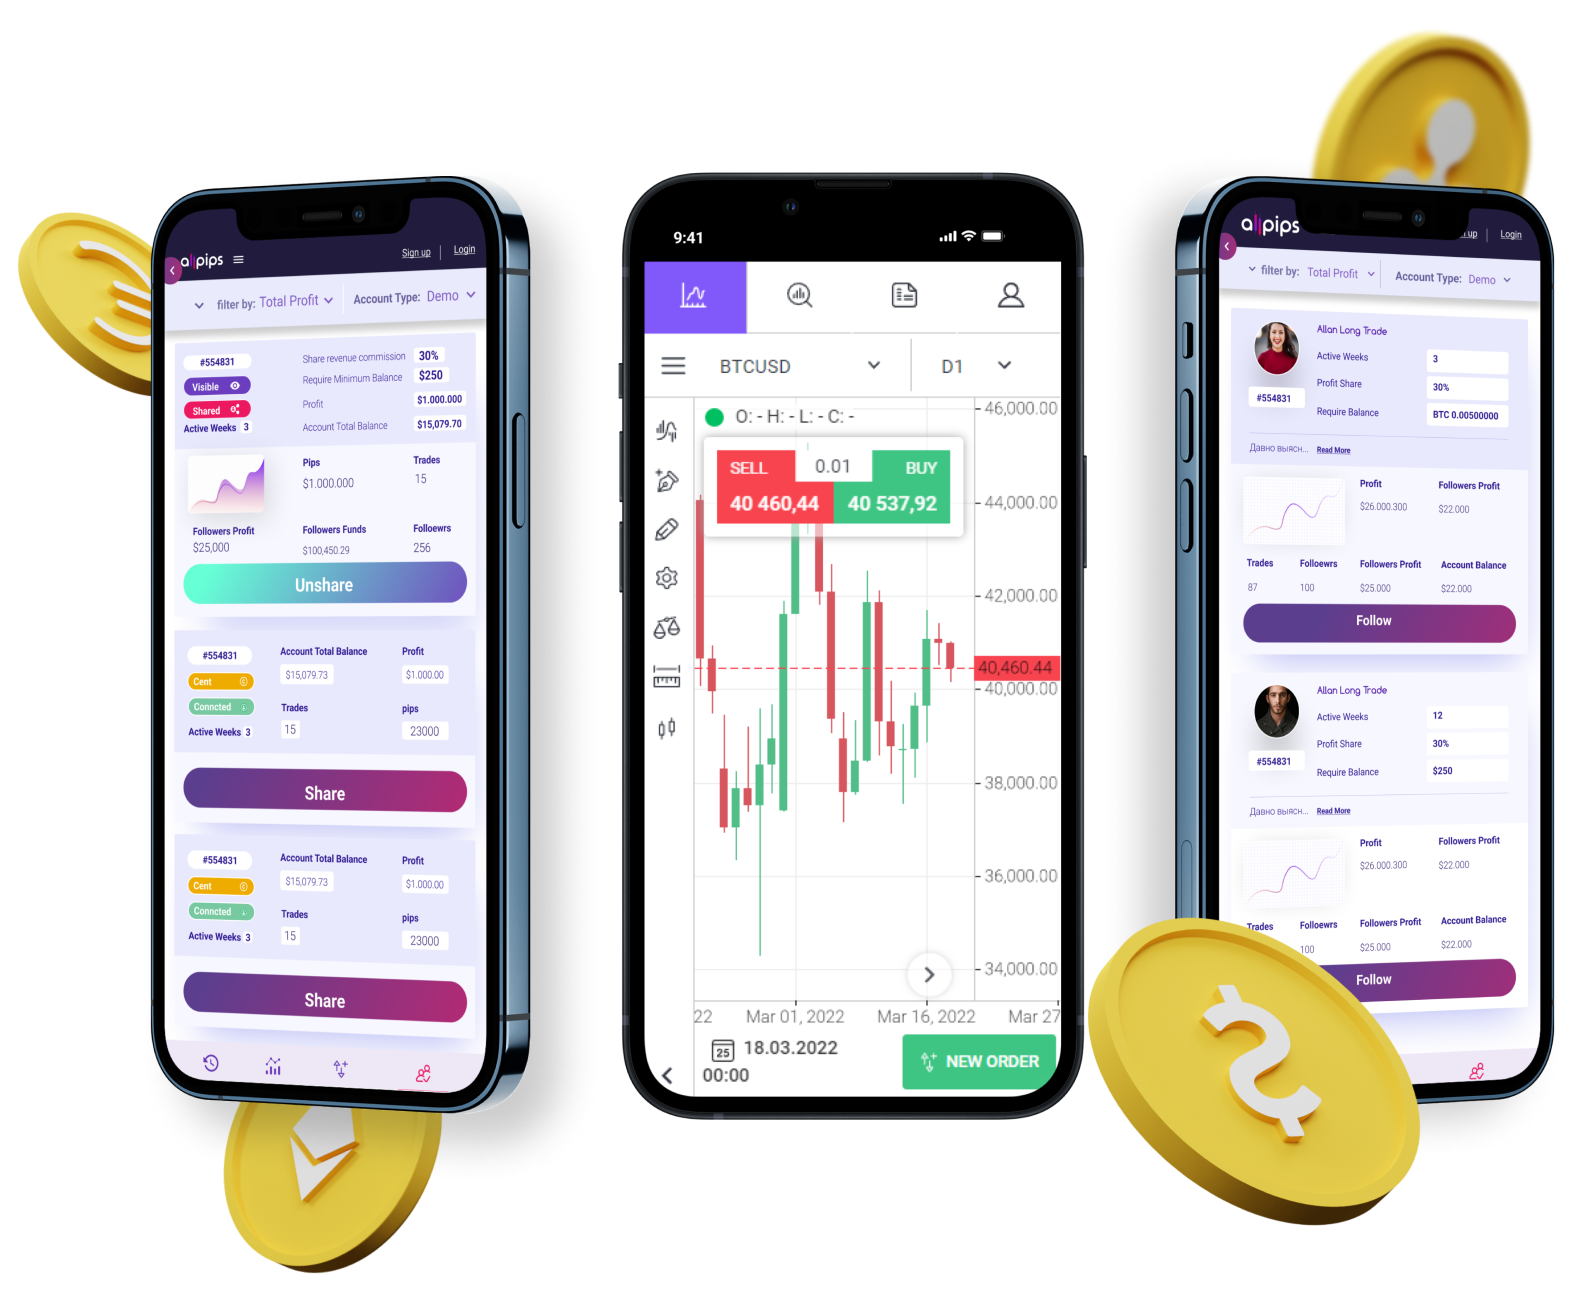 allpips
Sign up
Login
filter by: Total Profit
Account Type: Demo
#554831
Visible
Shared
Active Weeks 3
Share revenue commission 30%
Require Minimum Balance $250
Profit $1.000.000
Account Total Balance $15,079.70
Pips
$1.000.000
Trades
15
Followers Profit
$25,000
Followers Funds
$100,450.29
Folloewrs
256
Unshare
#554831
Cent
Conncted
Active Weeks 3
Account Total Balance
$15,079.73
Profit
$1.000.00
Trades
15
pips
23000
Share
#554831
Cent
Conncted
Active Weeks 3
Account Total Balance
$15,079.73
Profit
$1.000.00
Trades
15
pips
23000
Share
9:41
BTCUSD
D1
O: - H: - L: - C: -
SELL
0.01
BUY
40 460,44
40 537,92
46,000.00
44,000.00
42,000.00
40,460.44
40,000.00
38,000.00
36,000.00
34,000.00
22
Mar 01, 2022
Mar 16, 2022
Mar 27
25
18.03.2022
00:00
NEW ORDER
allpips
up
Login
filter by: Total Profit
Account Type: Demo
Allan Long Trade
#554831
Active Weeks 3
Profit Share 30%
Require Balance BTC 0.00500000
Давно выясн... Read More
Profit
$26.000.300
Followers Profit
$22.000
Trades
87
Folloewrs
100
Followers Profit
$25.000
Account Balance
$22.000
Follow
Allan Long Trade
#554831
Active Weeks 12
Profit Share 30%
Require Balance $250
Давно выясн... Read More
Profit
$26.000.300
Followers Profit
$22.000
Trades
Folloewrs
100
Followers Profit
$25.000
Account Balance
$22.000
Follow